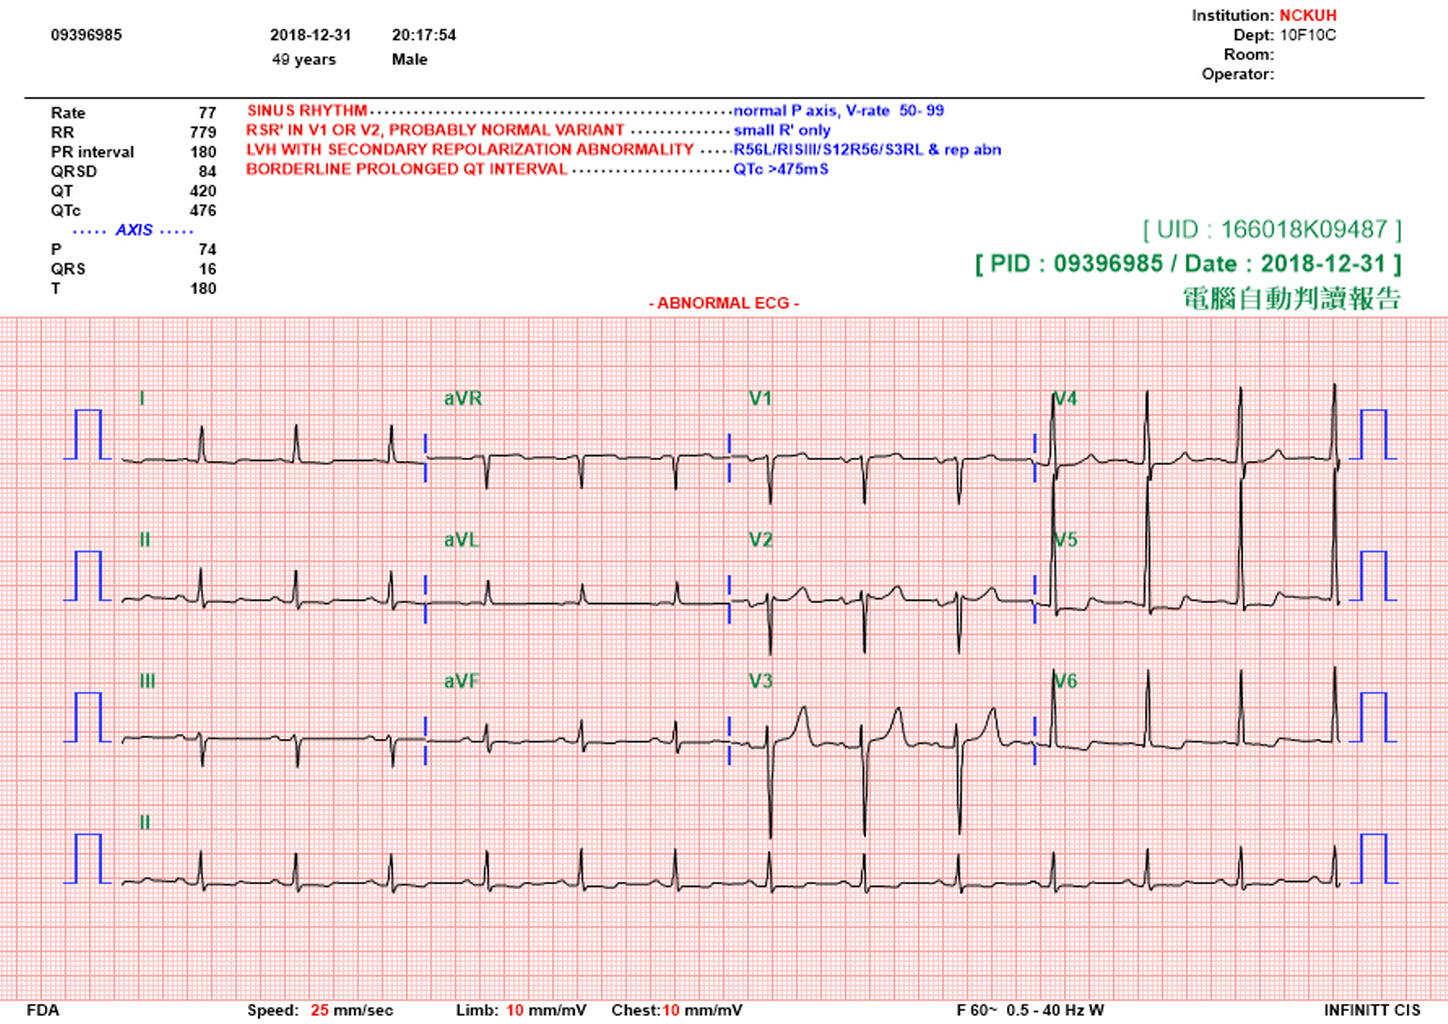 Institution: NCKUH
09396985 2018-12-31 20:17:54 Dept: 10F10C
49 years Male Room:
Operator:
Rate 77 SINUS RHYTHM normal P axis, V-rate 50- 99
RR 779 RSR' IN V1 OR V2, PROBABLY NORMAL VARIANT small R' only
PR interval 180 LVH WITH SECONDARY REPOLARIZATION ABNORMALITY R56L/RISIII/S12R56/S3RL & rep abn
QRSD 84 BORDERLINE PROLONGED QT INTERVAL QTc >475mS
QT 420
QTc 476
····· AXIS ·····
P 74
QRS 16
T 180
[ UID : 166018K09487 ]
[ PID : 09396985 / Date : 2018-12-31 ]
電腦自動判讀報告
- ABNORMAL ECG -
I aVR V1 V4
II aVL V2 V5
III aVF V3 V6
II
FDA Speed: 25 mm/sec Limb: 10 mm/mV Chest:10 mm/mV F 60~ 0.5 - 40 Hz W INFINITT CIS